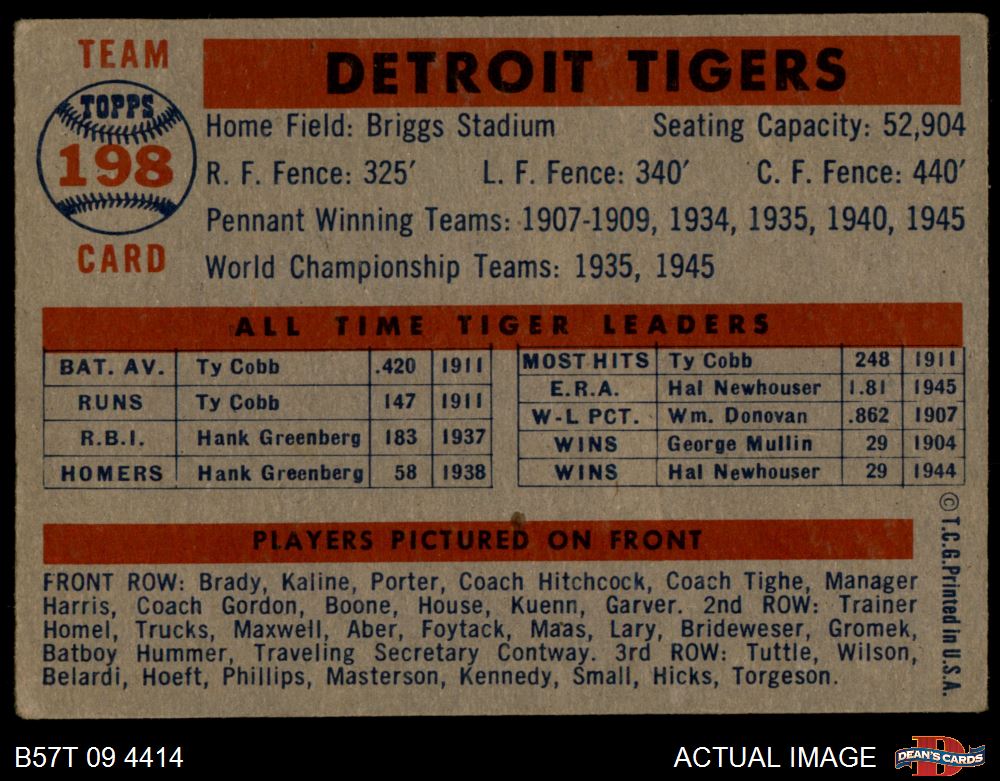 TEAM
TOPPS
198
CARD
DETROIT TIGERS
Home Field: Briggs Stadium Seating Capacity: 52,904
R. F. Fence: 325′ L. F. Fence: 340′ C. F. Fence: 440′
Pennant Winning Teams: 1907-1909, 1934, 1935, 1940, 1945
World Championship Teams: 1935, 1945
ALL TIME TIGER LEADERS
BAT. AV. Ty Cobb .420 1911
RUNS Ty Cobb 147 1911
R.B.I. Hank Greenberg 183 1937
HOMERS Hank Greenberg 58 1938
MOST HITS Ty Cobb 248 1911
E.R.A. Hal Newhouser 1.81 1945
W-L PCT. Wm. Donovan .862 1907
WINS George Mullin 29 1904
WINS Hal Newhouser 29 1944
PLAYERS PICTURED ON FRONT
FRONT ROW: Brady, Kaline, Porter, Coach Hitchcock, Coach Tighe, Manager
Harris, Coach Gordon, Boone, House, Kuenn, Garver. 2nd ROW: Trainer
Homel, Trucks, Maxwell, Aber, Foytack, Maas, Lary, Brideweser, Gromek,
Batboy Hummer, Traveling Secretary Contway. 3rd ROW: Tuttle, Wilson,
Belardi, Hoeft, Phillips, Masterson, Kennedy, Small, Hicks, Torgeson.
© T.C.G. Printed in U.S.A.
B57T 09 4414
ACTUAL IMAGE
D
DEAN'S CARDS